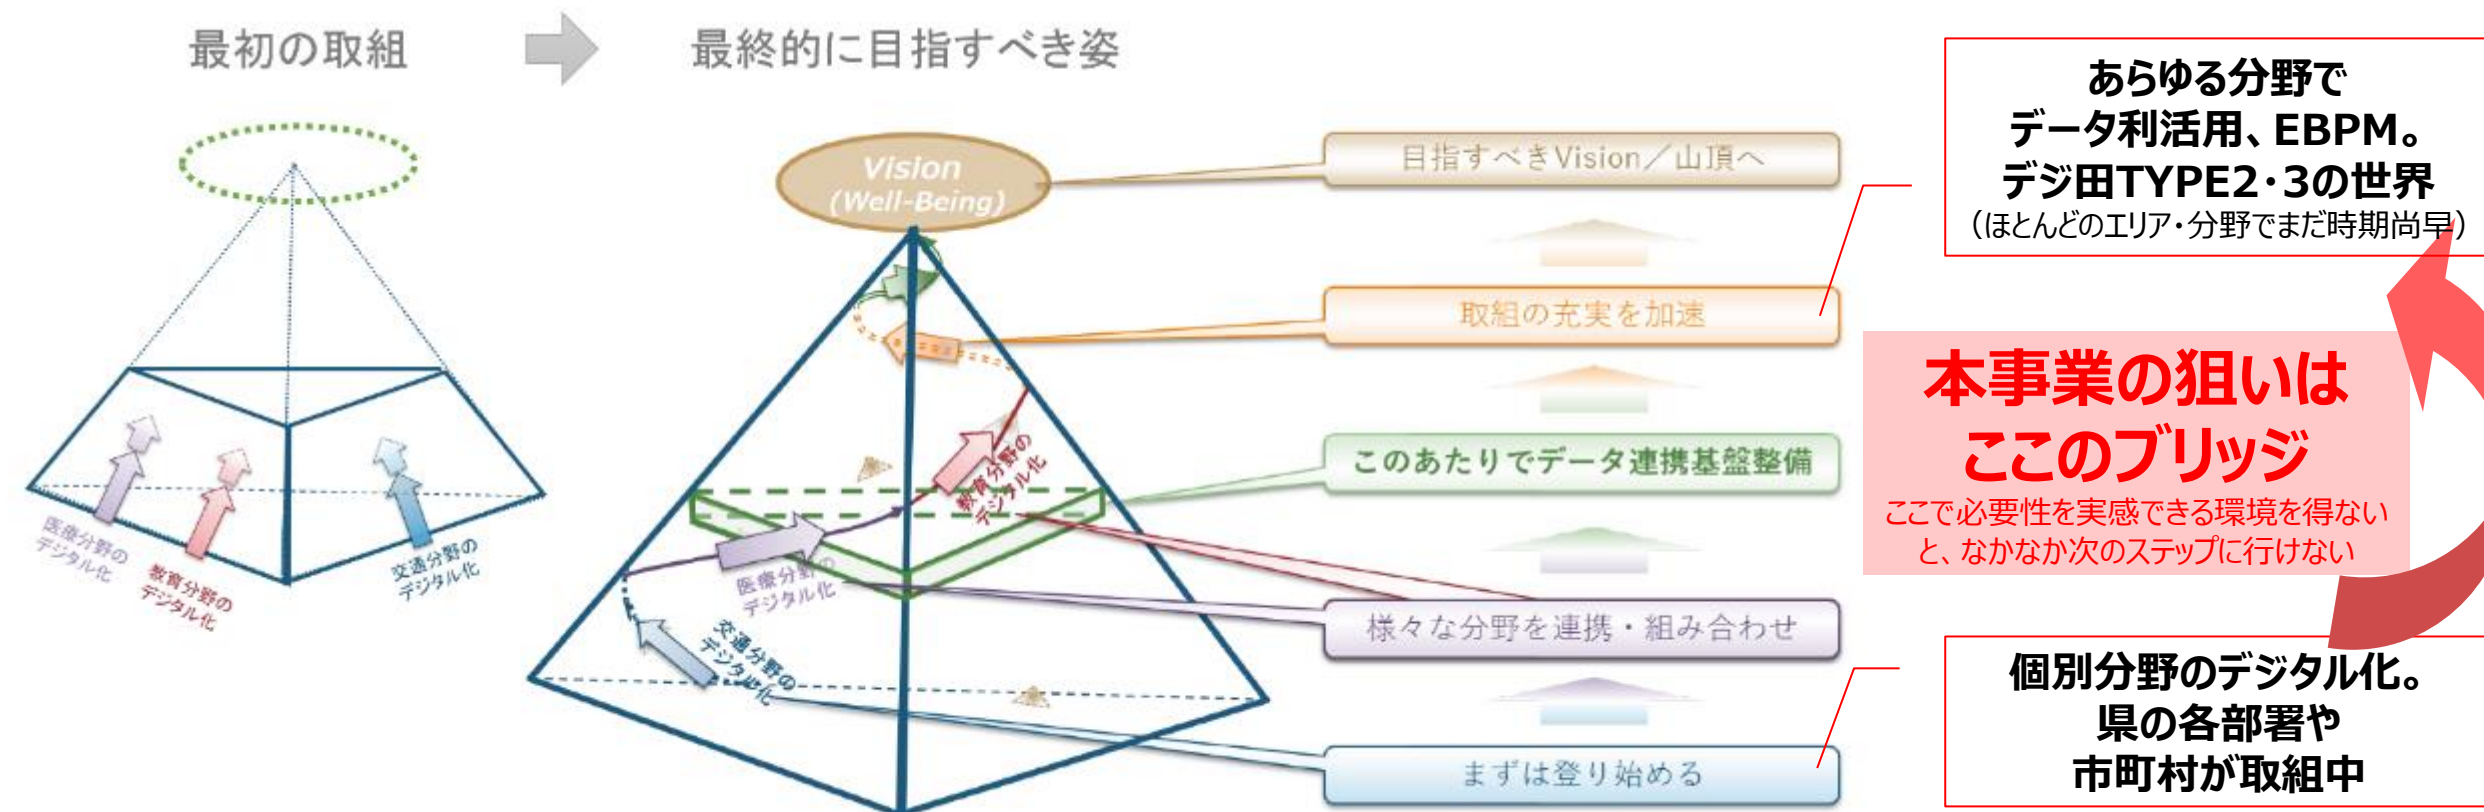 最初の取組
最終的に目指すべき姿
医療分野の
デジタル化
教育分野の
デジタル化
交通分野の
デジタル化
Vision
(Well-Being)
教育分野の
デジタル化
医療分野の
デジタル化
交通分野の
デジタル化
目指すべきVision／山頂へ
取組の充実を加速
このあたりでデータ連携基盤整備
様々な分野を連携・組み合わせ
まずは登り始める
あらゆる分野で
データ利活用、EBPM。
デジ田TYPE2・3の世界
（ほとんどのエリア・分野でまだ時期尚早）
本事業の狙いは
ここのブリッジ
ここで必要性を実感できる環境を得ない
と、なかなか次のステップに行けない
個別分野のデジタル化。
県の各部署や
市町村が取組中